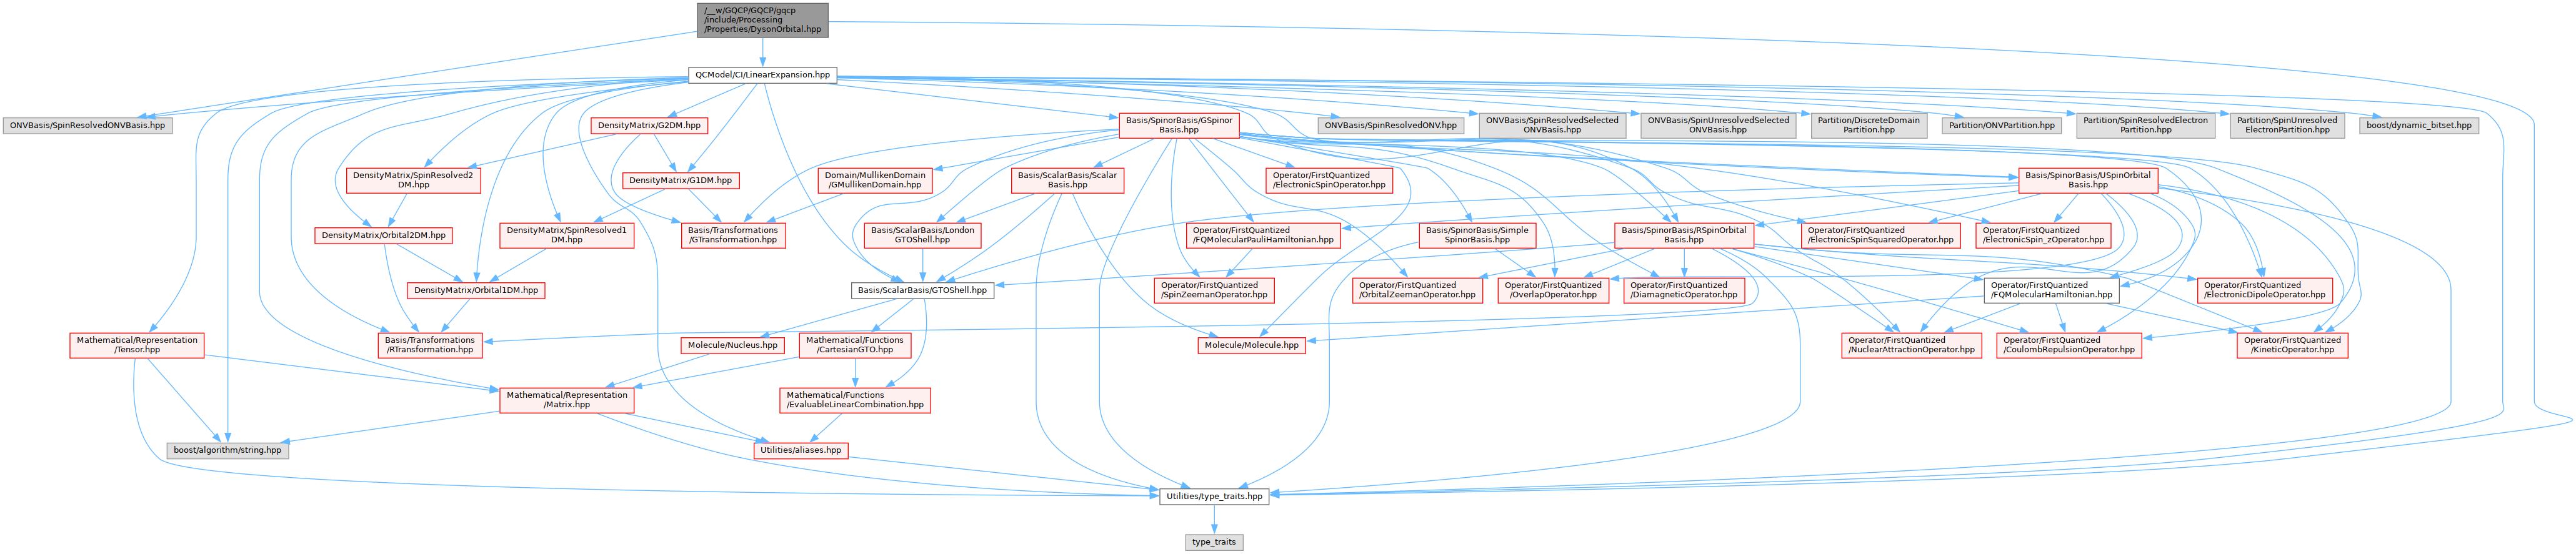 /__w/GQCP/GQCP/gqcp
/include/Processing
/Properties/DysonOrbital.hpp
QCModel/CI/LinearExpansion.hpp
ONVBasis/SpinResolvedONVBasis.hpp
DensityMatrix/G2DM.hpp
Basis/SpinorBasis/GSpinor
Basis.hpp
ONVBasis/SpinResolvedONV.hpp
ONVBasis/SpinResolvedSelected
ONVBasis.hpp
ONVBasis/SpinUnresolvedSelected
ONVBasis.hpp
Partition/DiscreteDomain
Partition.hpp
Partition/ONVPartition.hpp
Partition/SpinResolvedElectron
Partition.hpp
Partition/SpinUnresolved
ElectronPartition.hpp
boost/dynamic_bitset.hpp
DensityMatrix/SpinResolved2
DM.hpp
DensityMatrix/G1DM.hpp
Domain/MullikenDomain
/GMullikenDomain.hpp
Basis/ScalarBasis/Scalar
Basis.hpp
Operator/FirstQuantized
/ElectronicSpinOperator.hpp
Basis/SpinorBasis/USpinOrbital
Basis.hpp
DensityMatrix/Orbital2DM.hpp
DensityMatrix/SpinResolved1
DM.hpp
Basis/Transformations
/GTransformation.hpp
Basis/ScalarBasis/London
GTOShell.hpp
Operator/FirstQuantized
/FQMolecularPauliHamiltonian.hpp
Basis/SpinorBasis/Simple
SpinorBasis.hpp
Basis/SpinorBasis/RSpinOrbital
Basis.hpp
Operator/FirstQuantized
/ElectronicSpinSquaredOperator.hpp
Operator/FirstQuantized
/ElectronicSpin_zOperator.hpp
DensityMatrix/Orbital1DM.hpp
Basis/ScalarBasis/GTOShell.hpp
Operator/FirstQuantized
/SpinZeemanOperator.hpp
Operator/FirstQuantized
/OrbitalZeemanOperator.hpp
Operator/FirstQuantized
/OverlapOperator.hpp
Operator/FirstQuantized
/DiamagneticOperator.hpp
Operator/FirstQuantized
/FQMolecularHamiltonian.hpp
Operator/FirstQuantized
/ElectronicDipoleOperator.hpp
Mathematical/Representation
/Tensor.hpp
Basis/Transformations
/RTransformation.hpp
Molecule/Nucleus.hpp
Mathematical/Functions
/CartesianGTO.hpp
Molecule/Molecule.hpp
Operator/FirstQuantized
/NuclearAttractionOperator.hpp
Operator/FirstQuantized
/CoulombRepulsionOperator.hpp
Operator/FirstQuantized
/KineticOperator.hpp
Mathematical/Representation
/Matrix.hpp
Mathematical/Functions
/EvaluableLinearCombination.hpp
boost/algorithm/string.hpp
Utilities/aliases.hpp
Utilities/type_traits.hpp
type_traits